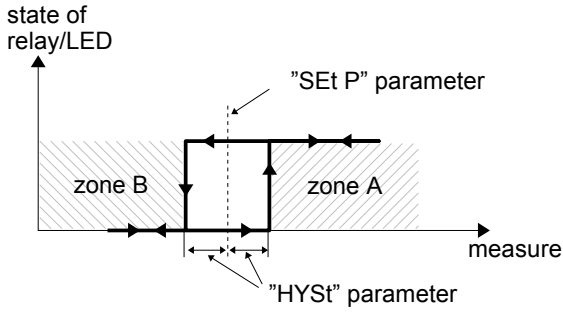 state of
relay/LED
”SEt P” parameter
zone B
zone A
measure
”HYSt” parameter